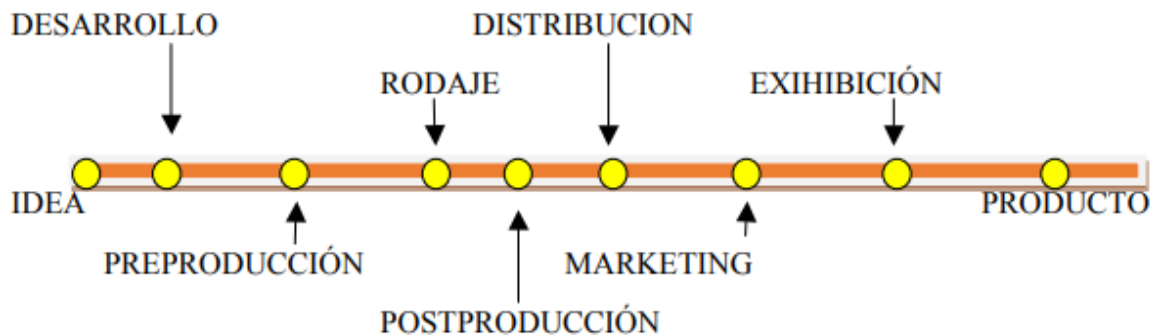 DESARROLLO
DISTRIBUCION
RODAJE
EXIHIBICIÓN
IDEA
PRODUCTO
PREPRODUCCIÓN
MARKETING
POSTPRODUCCIÓN